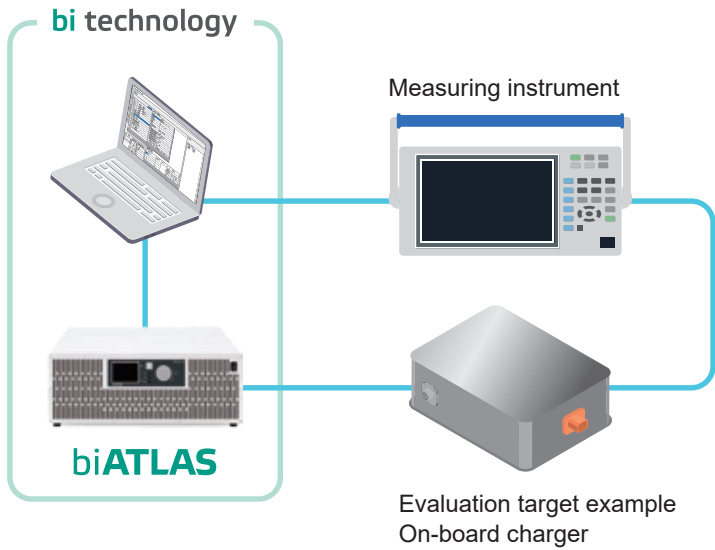 bi technology
Measuring instrument
biATLAS
Evaluation target example
On-board charger